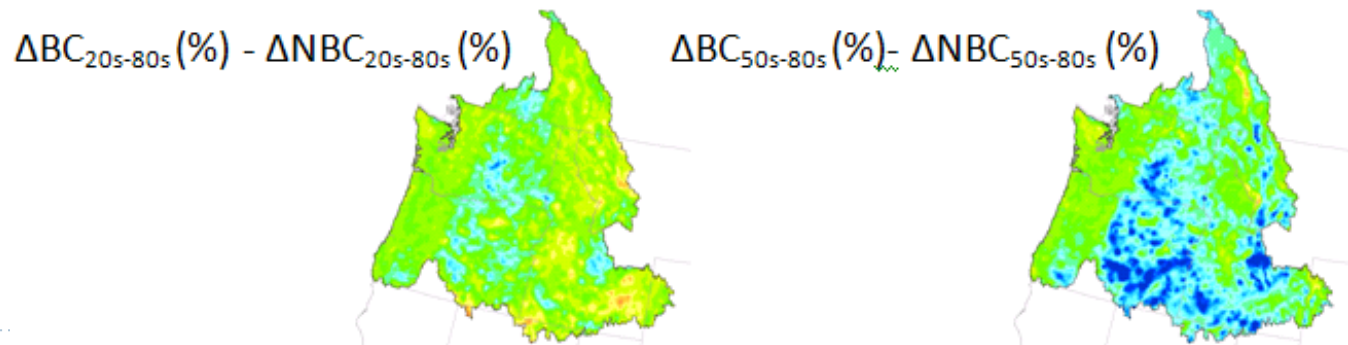 ΔBC20s-80s (%) - ΔNBC20s-80s (%)
ΔBC50s-80s (%)- ΔNBC50s-80s (%)